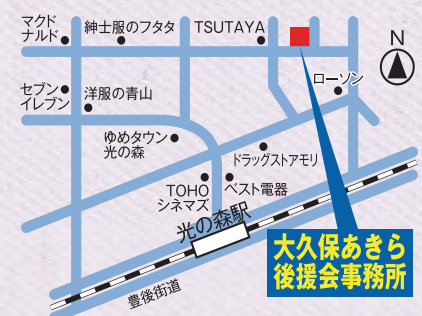 マクド
ナルド
紳士服のフタタ
TSUTAYA
N
セブン
イレブン
洋服の青山
ローソン
ゆめタウン
光の森
ドラッグストアモリ
TOHO
シネマズ
ベスト電器
光の森駅
大久保あきら
後援会事務所
豊後街道